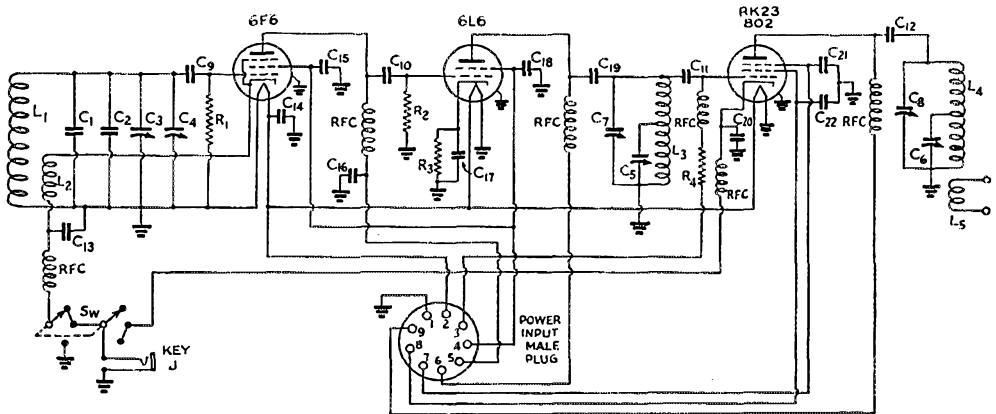 6F6
6L6
RK23
802
C12
C9
C15
C10
C18
C19
C11
C21
L1
C1
C2
C3
C4
R1
C14
RFC
R2
RFC
C7
RFC
C20
C22
RFC
C8
L4
L2
C16
R3
C17
C5
L3
R4
RFC
C6
C13
L5
RFC
SW
KEY
J
1
2
3
4
5
6
7
8
9
POWER
INPUT
MALE
PLUG